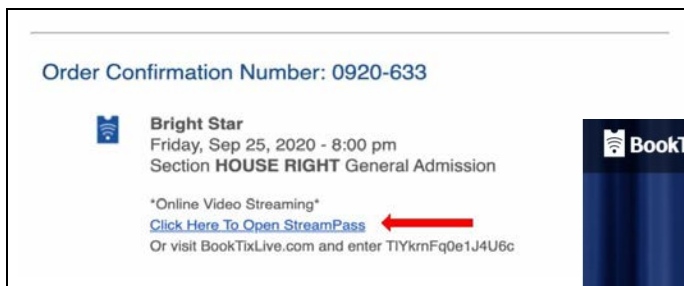 Order Confirmation Number: 0920-633
Bright Star
Friday, Sep 25, 2020 - 8:00 pm
Section HOUSE RIGHT General Admission
*Online Video Streaming*
Click Here To Open StreamPass
Or visit BookTixLive.com and enter TIYkrnFq0e1J4U6c
BookT